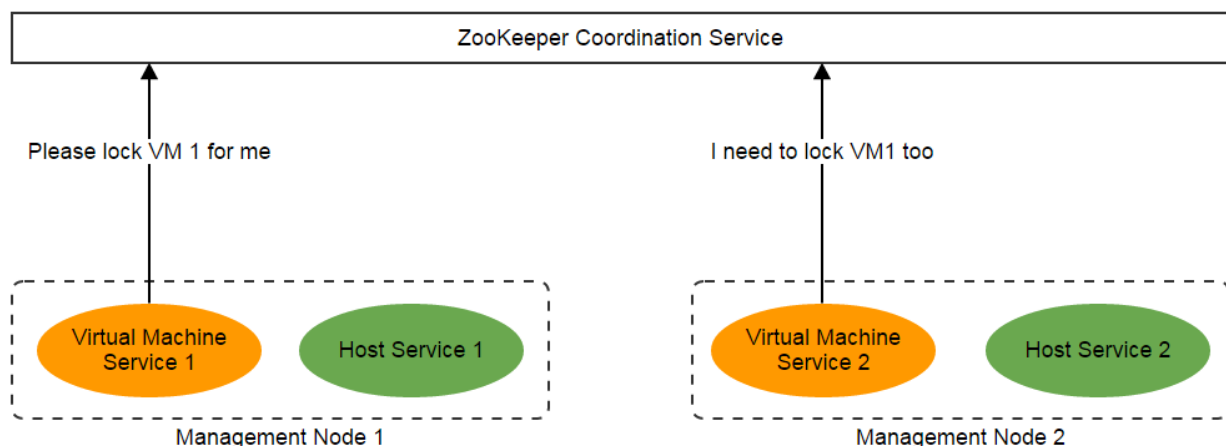 ZooKeeper Coordination Service
Please lock VM 1 for me
I need to lock VM1 too
Virtual Machine
Service 1
Host Service 1
Virtual Machine
Service 2
Host Service 2
Management Node 1
Management Node 2